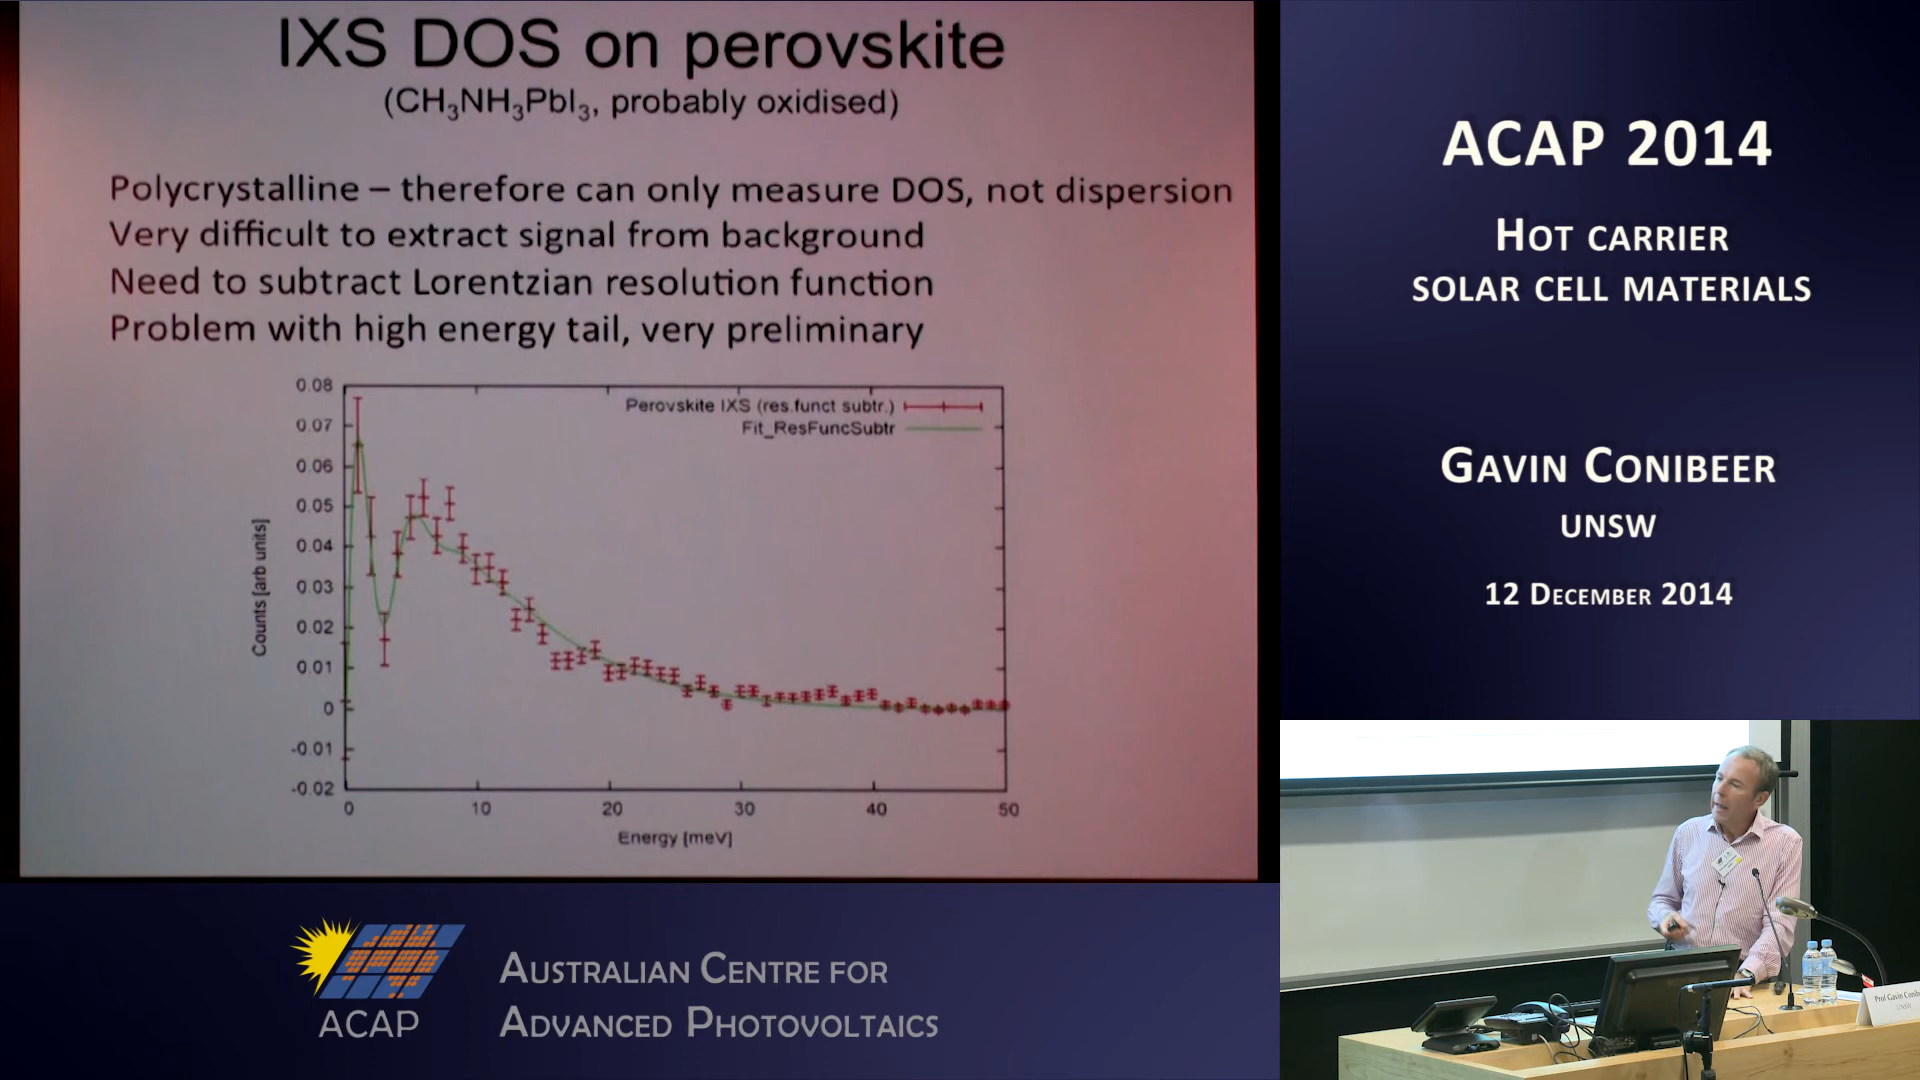 IXS DOS on perovskite
(CH₃NH₃PbI₃, probably oxidised)
Polycrystalline – therefore can only measure DOS, not dispersion
Very difficult to extract signal from background
Need to subtract Lorentzian resolution function
Problem with high energy tail, very preliminary
Perovskite IXS (res.funct subtr.)
Fit_ResFuncSubtr
0.08
0.07
0.06
0.05
0.04
0.03
0.02
0.01
0
-0.01
-0.02
Counts [arb units]
0 10 20 30 40 50
Energy [meV]
ACAP 2014
HOT CARRIER
SOLAR CELL MATERIALS
GAVIN CONIBEER
UNSW
12 DECEMBER 2014
ACAP
AUSTRALIAN CENTRE FOR
ADVANCED PHOTOVOLTAICS
Prof Gavin
UNSW